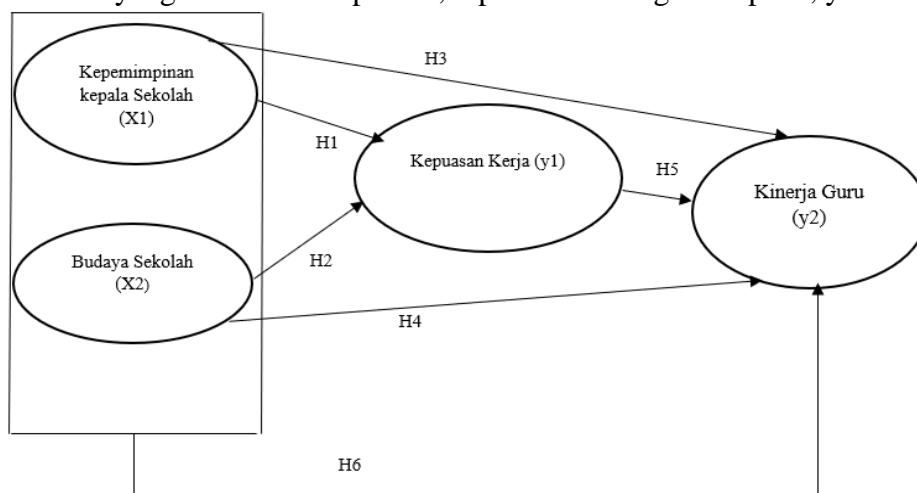 H3
Kepemimpinan
kepala Sekolah
(X1)
H1
Kepuasan Kerja (y1)
H5
Kinerja Guru
(y2)
Budaya Sekolah
(X2)
H2
H4
H6